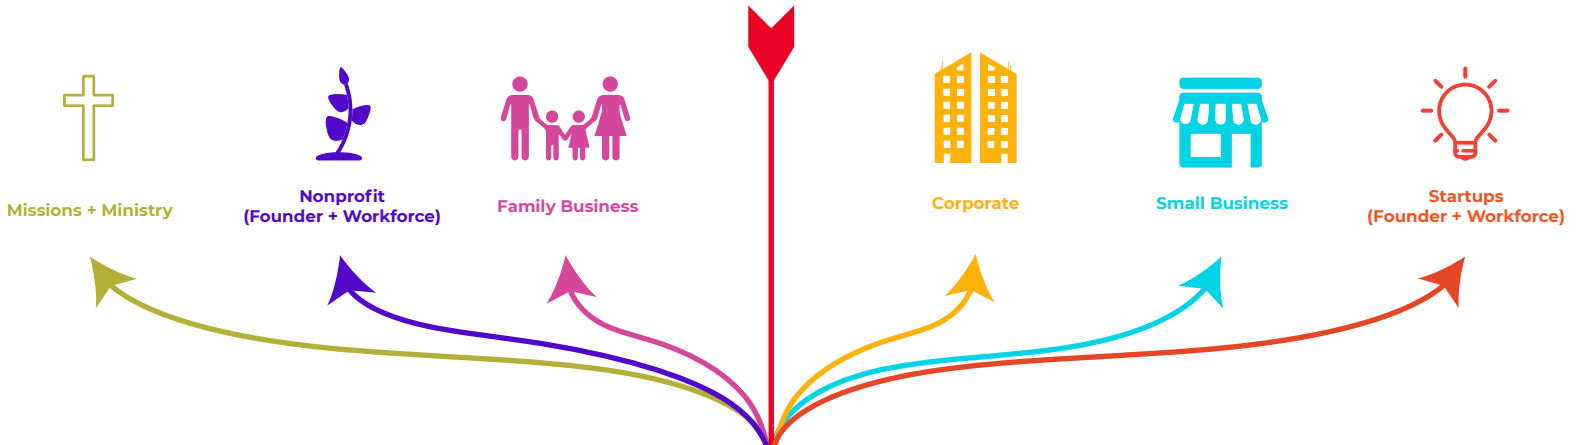 Missions + Ministry
Nonprofit
(Founder + Workforce)
Family Business
Corporate
Small Business
Startups
(Founder + Workforce)